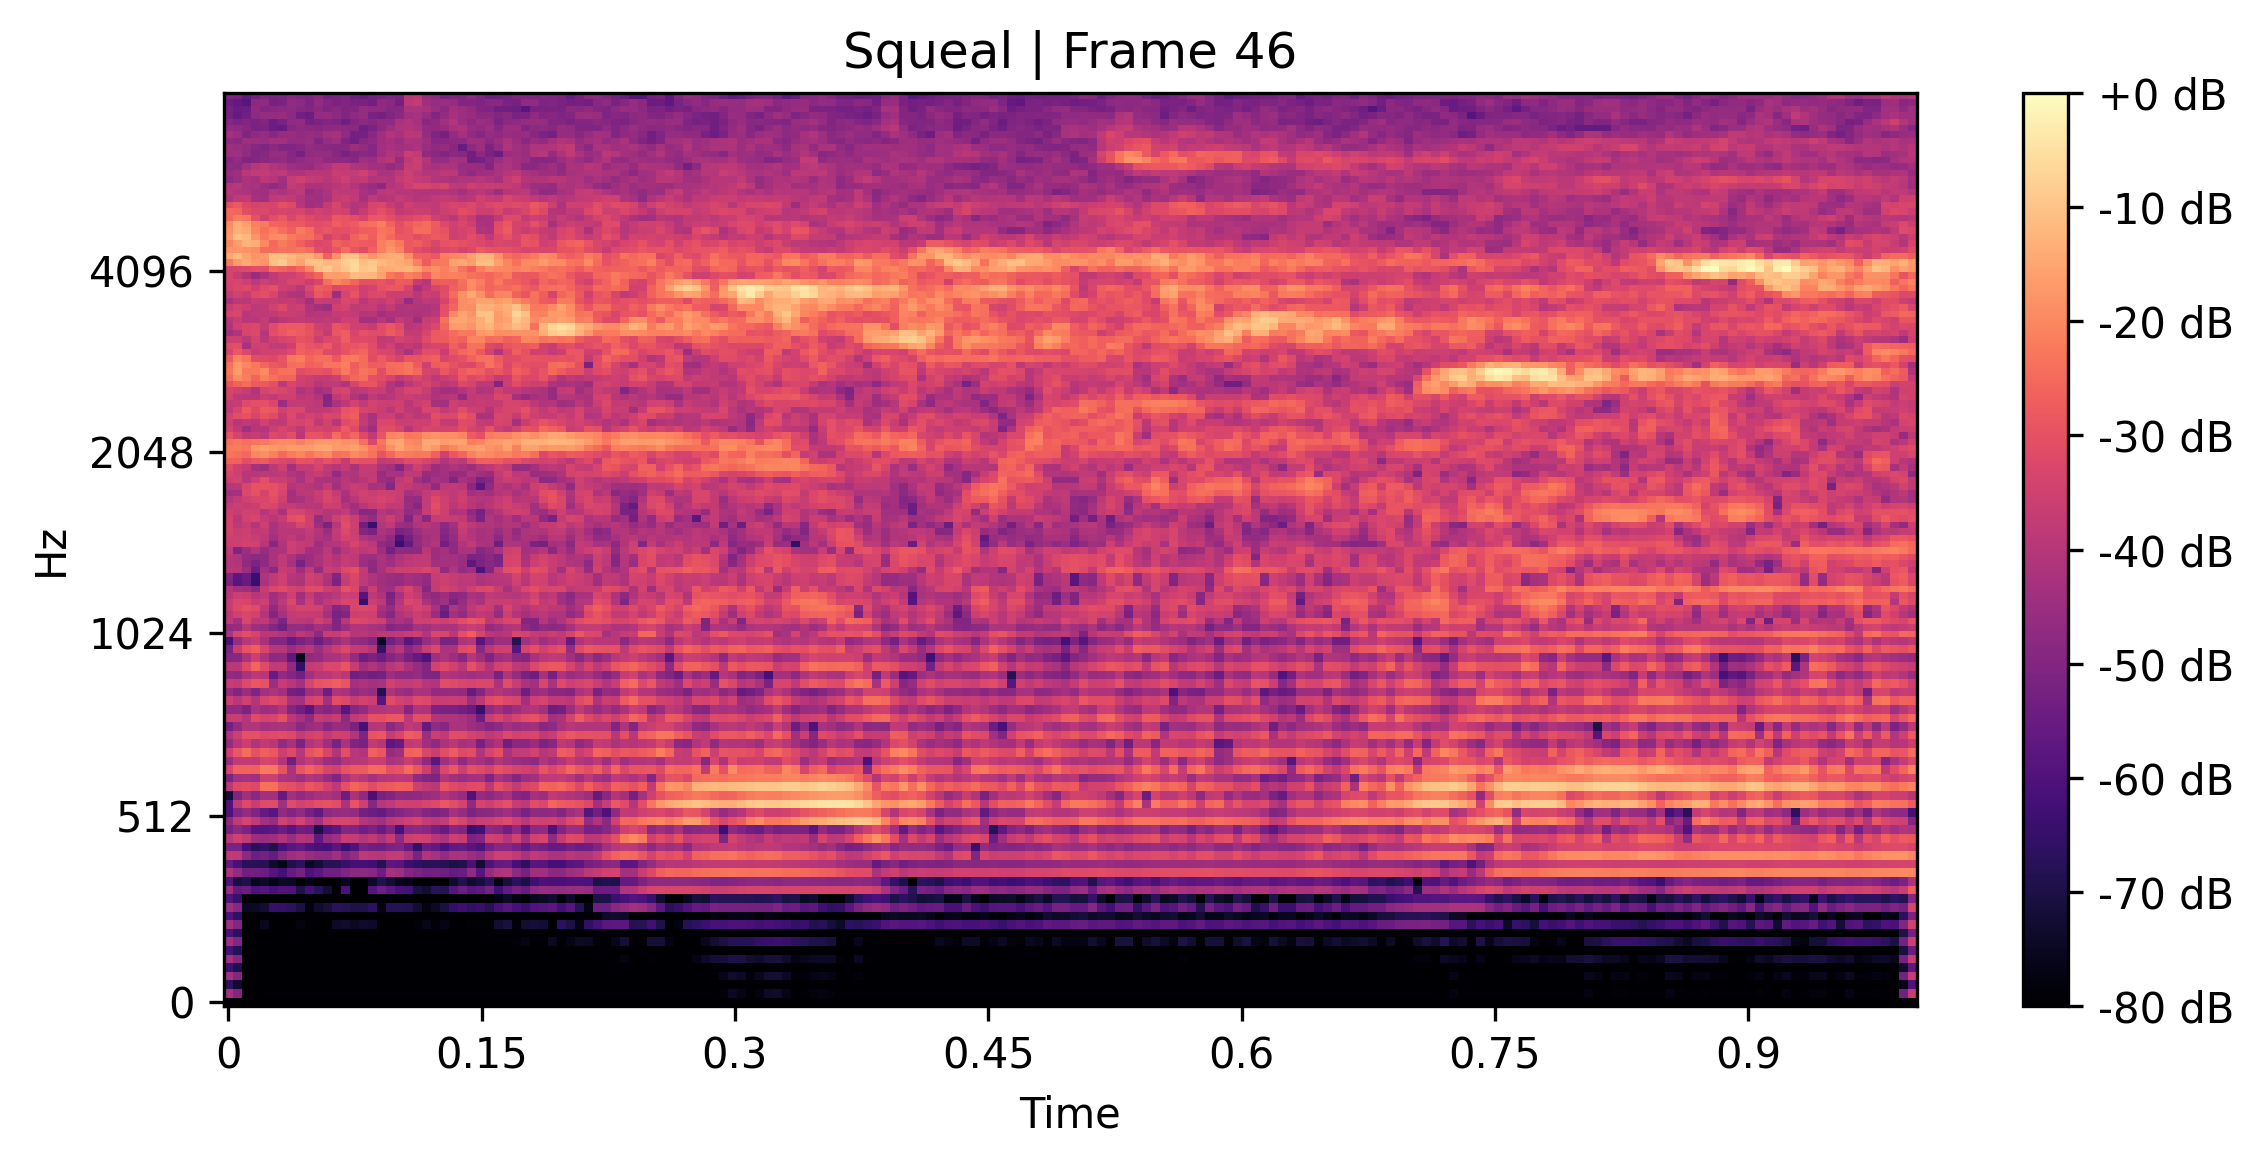 Squeal | Frame 46
Hz
4096
2048
1024
512
0
0 0.15 0.3 0.45 0.6 0.75 0.9
Time
+0 dB
-10 dB
-20 dB
-30 dB
-40 dB
-50 dB
-60 dB
-70 dB
-80 dB